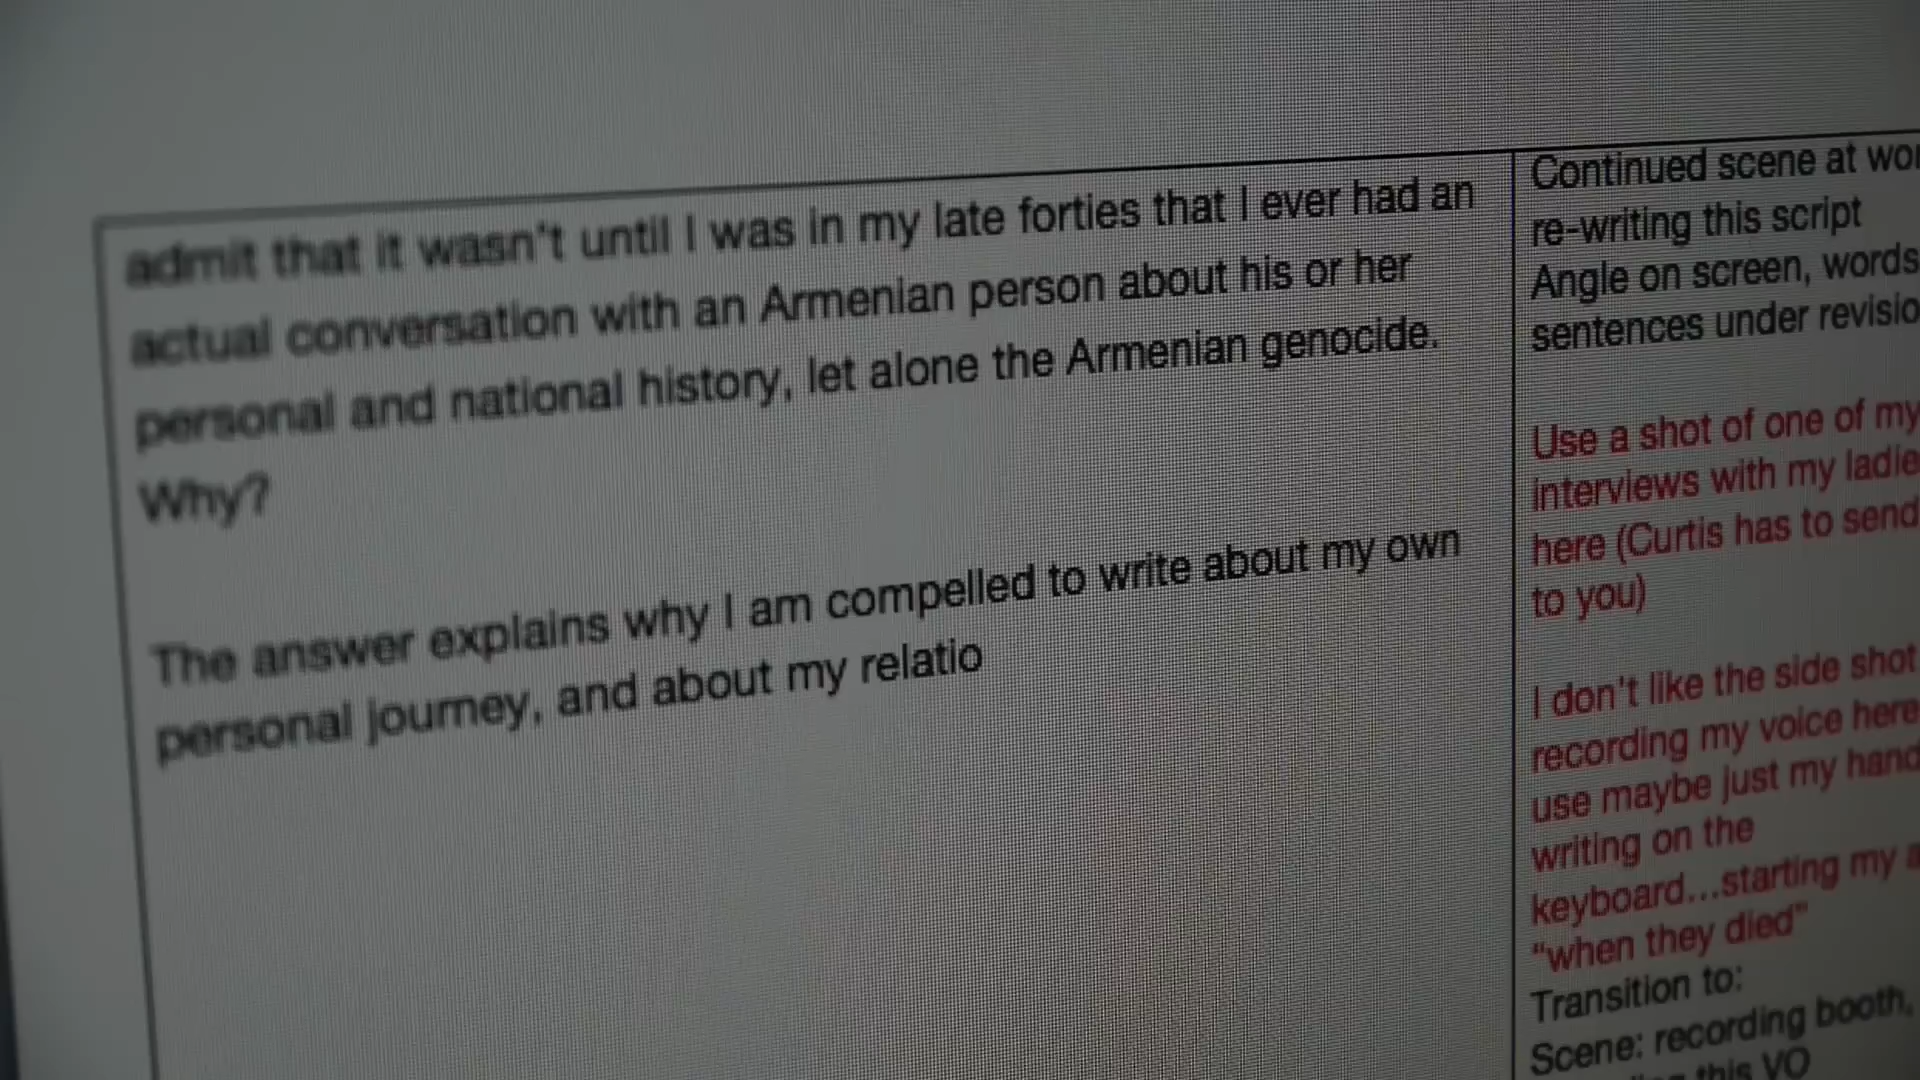 admit that it wasn't until I was in my late forties that I ever had an
actual conversation with an Armenian person about his or her
personal and national history, let alone the Armenian genocide.
Why?
The answer explains why I am compelled to write about my own
personal journey, and about my relatio
Continued scene at
re-writing this script
Angle on screen, words
sentences under revisio
Use a shot of one of my
interviews with my ladie
here (Curtis has to send
to you)
I don't like the side shot
recording my voice here
use maybe just my hand
writing on the
keyboard...starting my
"when they died"
Transition to:
Scene: recording booth,
this VO